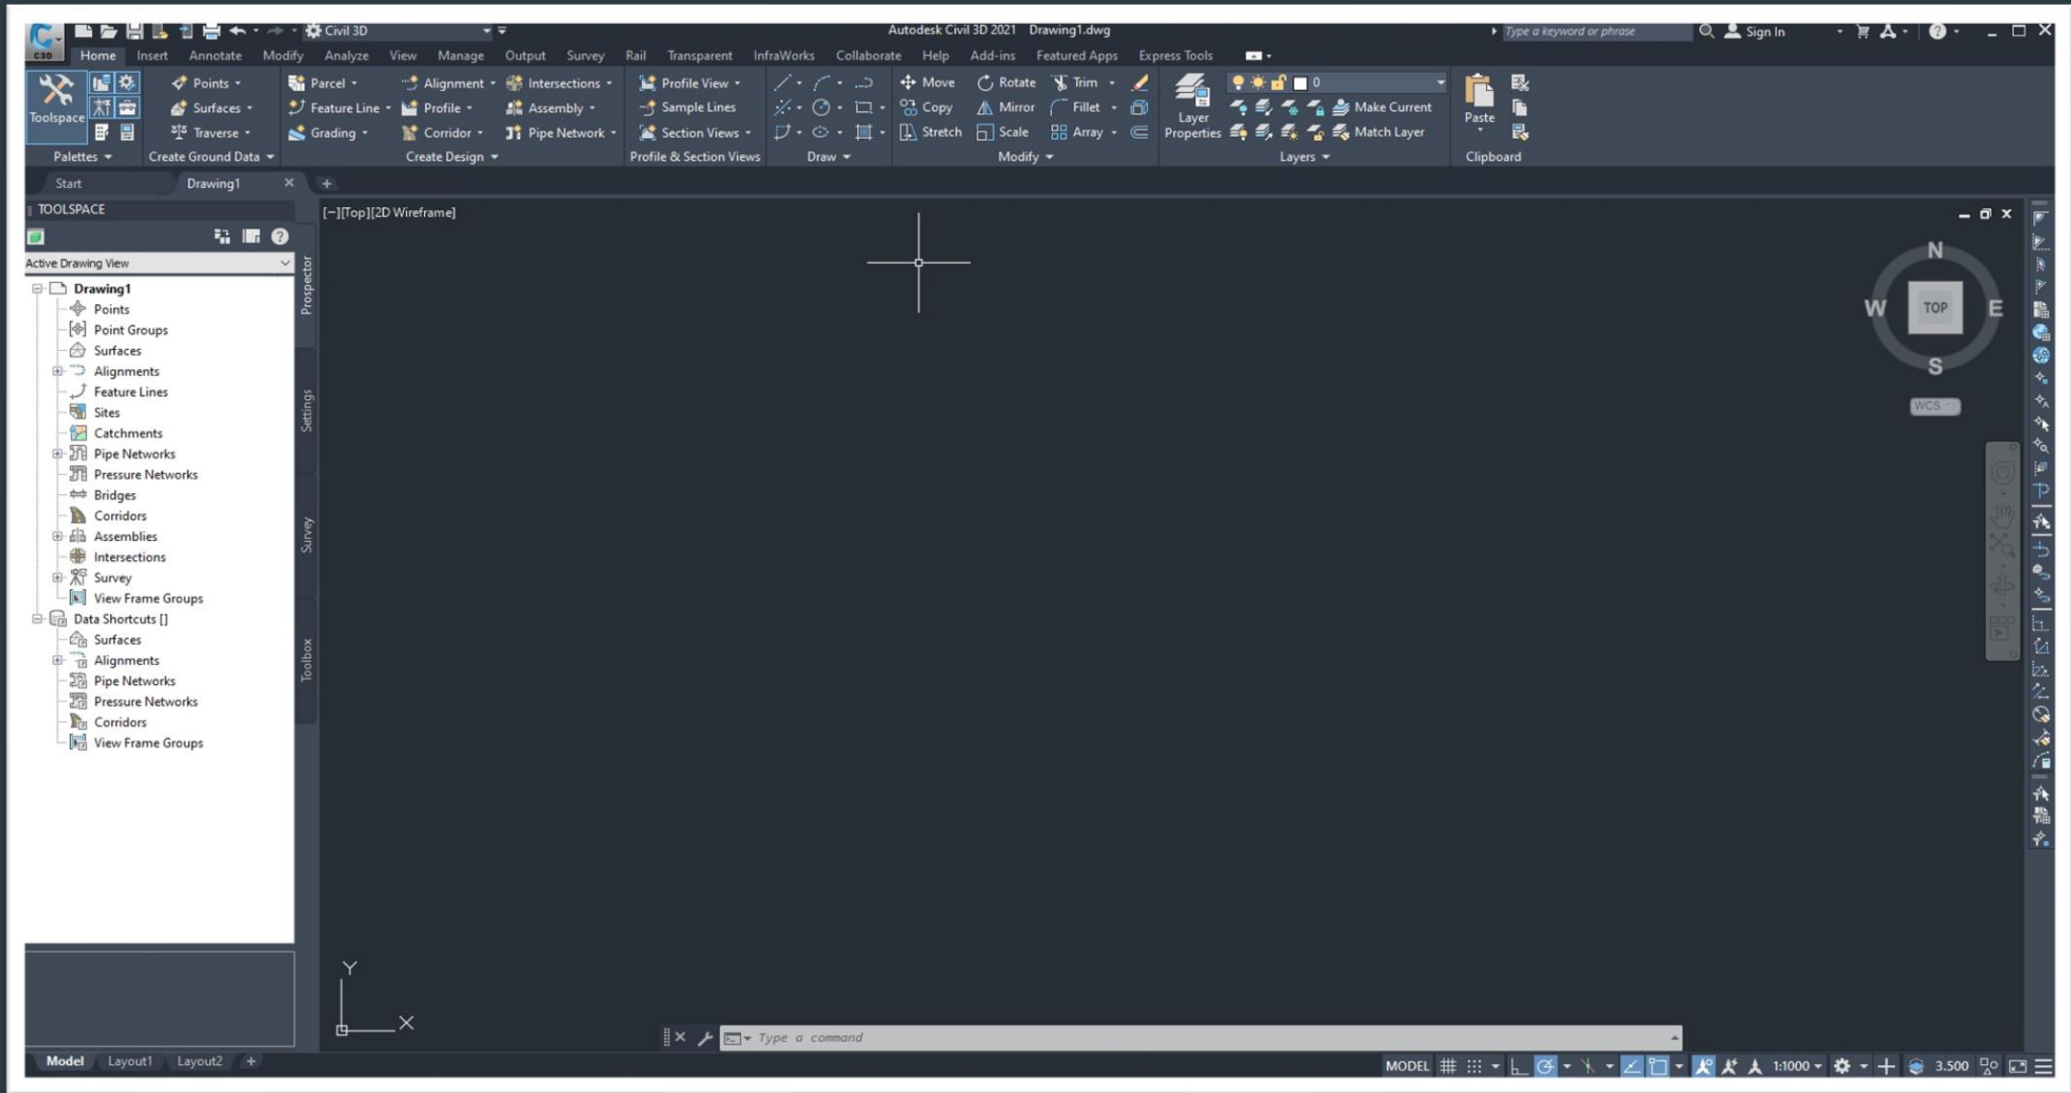 Civil 3D
Autodesk Civil 3D 2021 Drawing1.dwg
Type a keyword or phrase
Sign In
C3D
Home Insert Annotate Modify Analyze View Manage Output Survey Rail Transparent InfraWorks Collaborate Help Add-ins Featured Apps Express Tools
Points Parcel Alignment Intersections Profile View Move Rotate Trim 0
Toolspace Surfaces Feature Line Profile Assembly Sample Lines Copy Mirror Fillet Layer Properties Make Current Paste
Traverse Grading Corridor Pipe Network Section Views Stretch Scale Array Match Layer
Palettes Create Ground Data Create Design Profile & Section Views Draw Modify Layers Clipboard
Start Drawing1
TOOLSPACE
Active Drawing View
Drawing1
Points
Point Groups
Surfaces
Alignments
Feature Lines
Sites
Catchments
Pipe Networks
Pressure Networks
Bridges
Corridors
Assemblies
Intersections
Survey
View Frame Groups
Data Shortcuts []
Surfaces
Alignments
Pipe Networks
Pressure Networks
Corridors
View Frame Groups
Prospector
Settings
Survey
Toolbox
[−][Top][2D Wireframe]
N
W TOP E
S
WCS
Y
X
Type a command
Model Layout1 Layout2 +
MODEL 1:1000 3.500